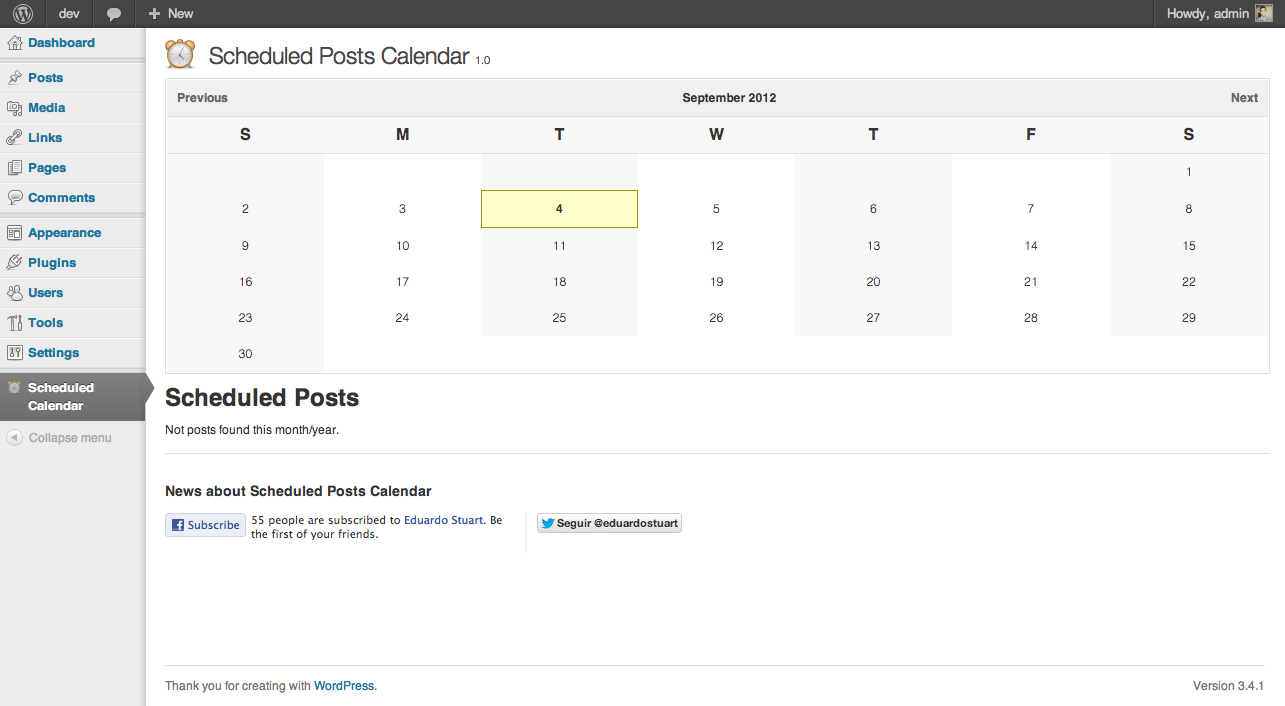 dev New Howdy, admin
Dashboard
Posts
Media
Links
Pages
Comments
Appearance
Plugins
Users
Tools
Settings
Scheduled
Calendar
Collapse menu
Scheduled Posts Calendar 1.0
Previous September 2012 Next
S M T W T F S
1
2 3 4 5 6 7 8
9 10 11 12 13 14 15
16 17 18 19 20 21 22
23 24 25 26 27 28 29
30
Scheduled Posts
Not posts found this month/year.
News about Scheduled Posts Calendar
Subscribe 55 people are subscribed to Eduardo Stuart. Be
the first of your friends.
Seguir @eduardostuart
Thank you for creating with WordPress. Version 3.4.1